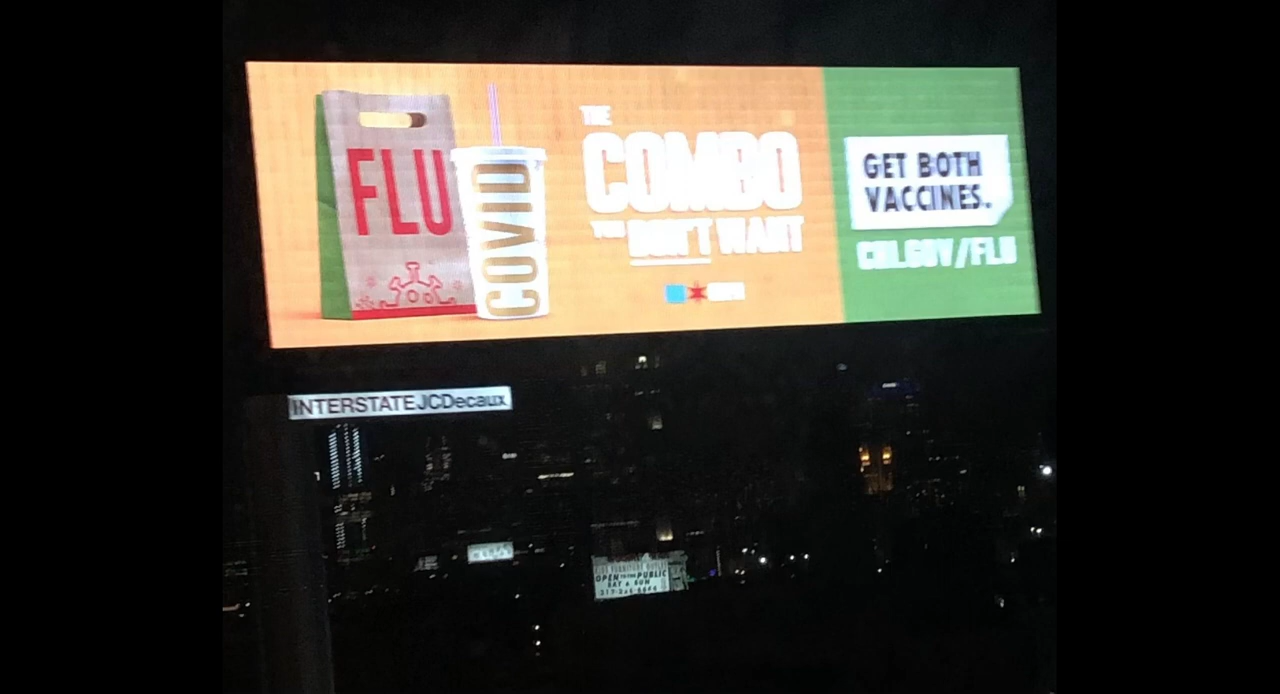 FLU
COVID
THE
COMBO
YOU DON'T WANT
GET BOTH
VACCINES.
CHI.GOV/FLU
INTERSTATE JCDecaux
OPEN TO THE PUBLIC
SAT & SUN